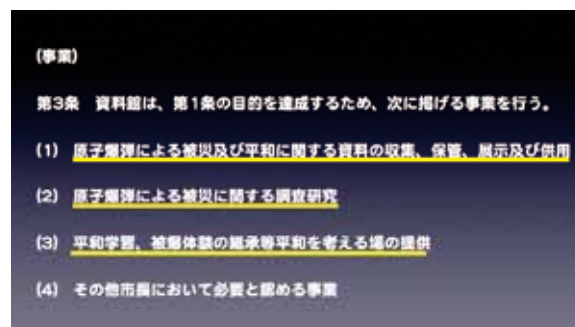 (事業)
第3条 資料館は、第1条の目的を達成するため、次に掲げる事業を行う。
(1) 原子爆弾による被災及び平和に関する資料の収集、保管、展示及び供用
(2) 原子爆弾による被災に関する調査研究
(3) 平和学習、被爆体験の継承等平和を考える場の提供
(4) その他市長において必要と認める事業